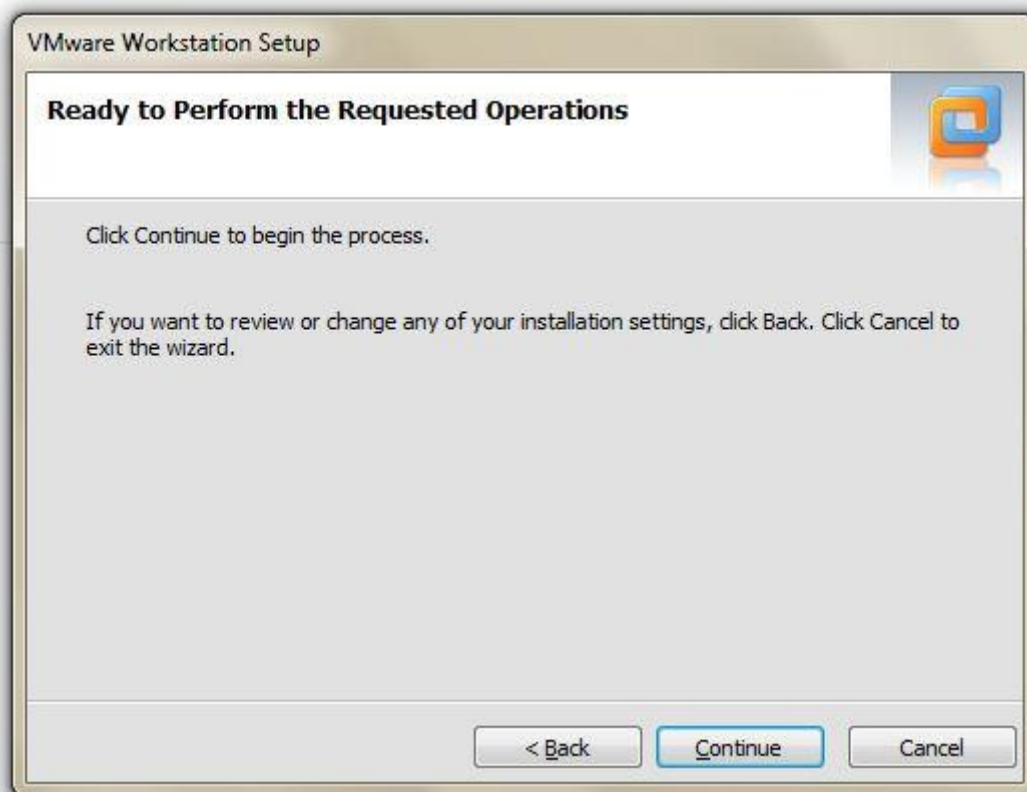 VMware Workstation Setup
Ready to Perform the Requested Operations
Click Continue to begin the process.
If you want to review or change any of your installation settings, click Back. Click Cancel to
exit the wizard.
< Back
Continue
Cancel